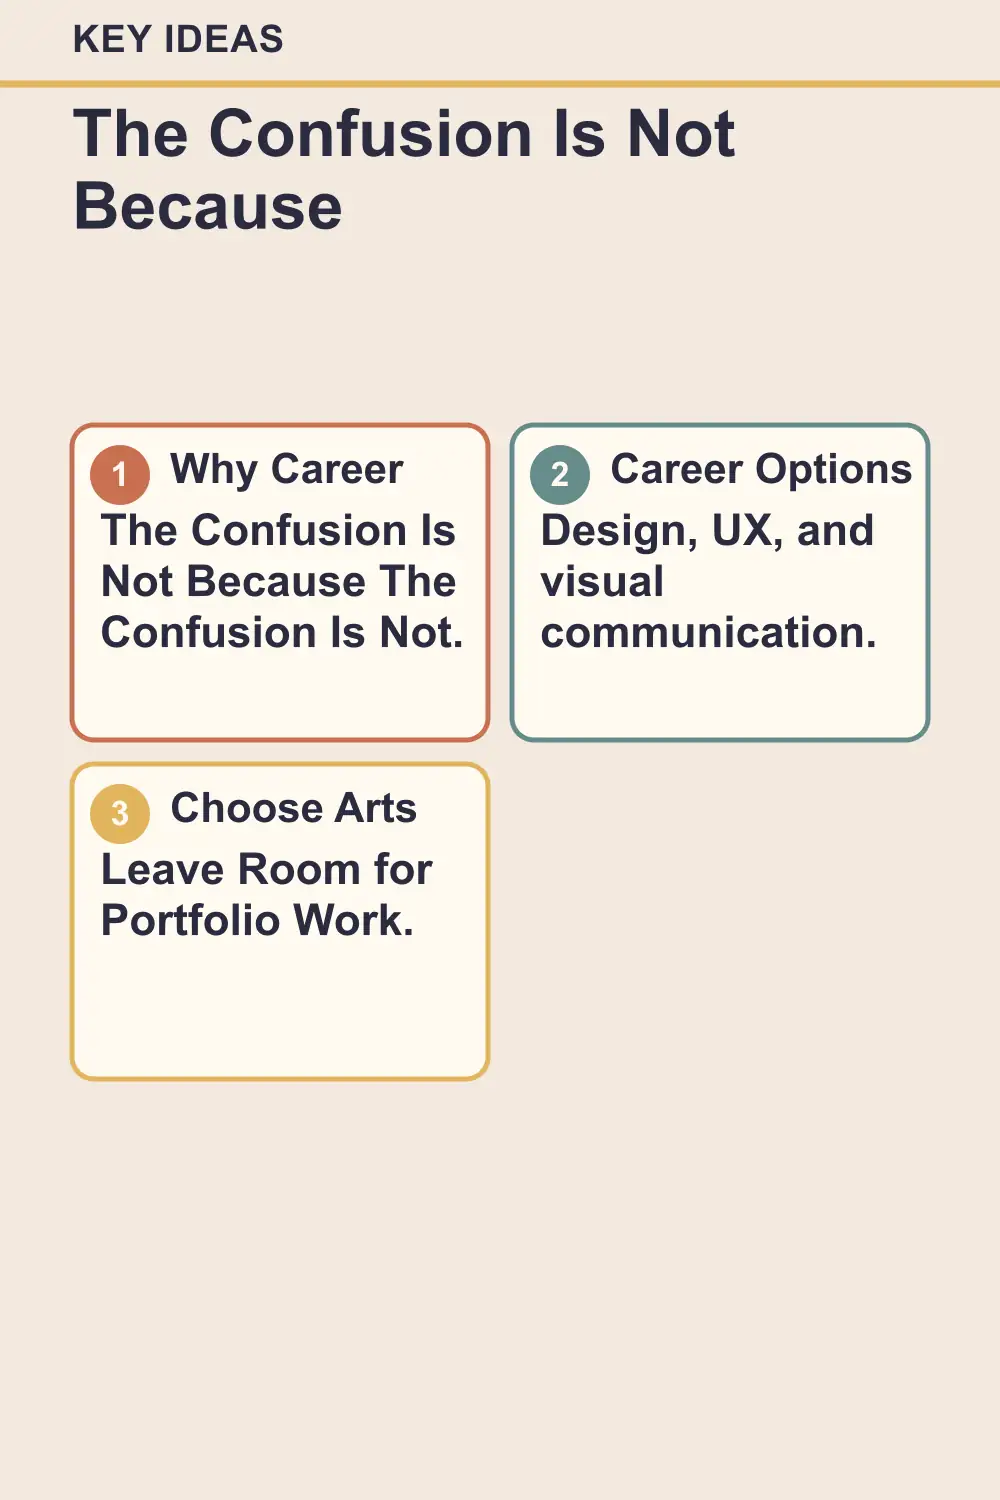 KEY IDEAS
The Confusion Is Not
Because
1
Why Career
The Confusion Is
Not Because The
Confusion Is Not.
2
Career Options
Design, UX, and
visual
communication.
3
Choose Arts
Leave Room for
Portfolio Work.